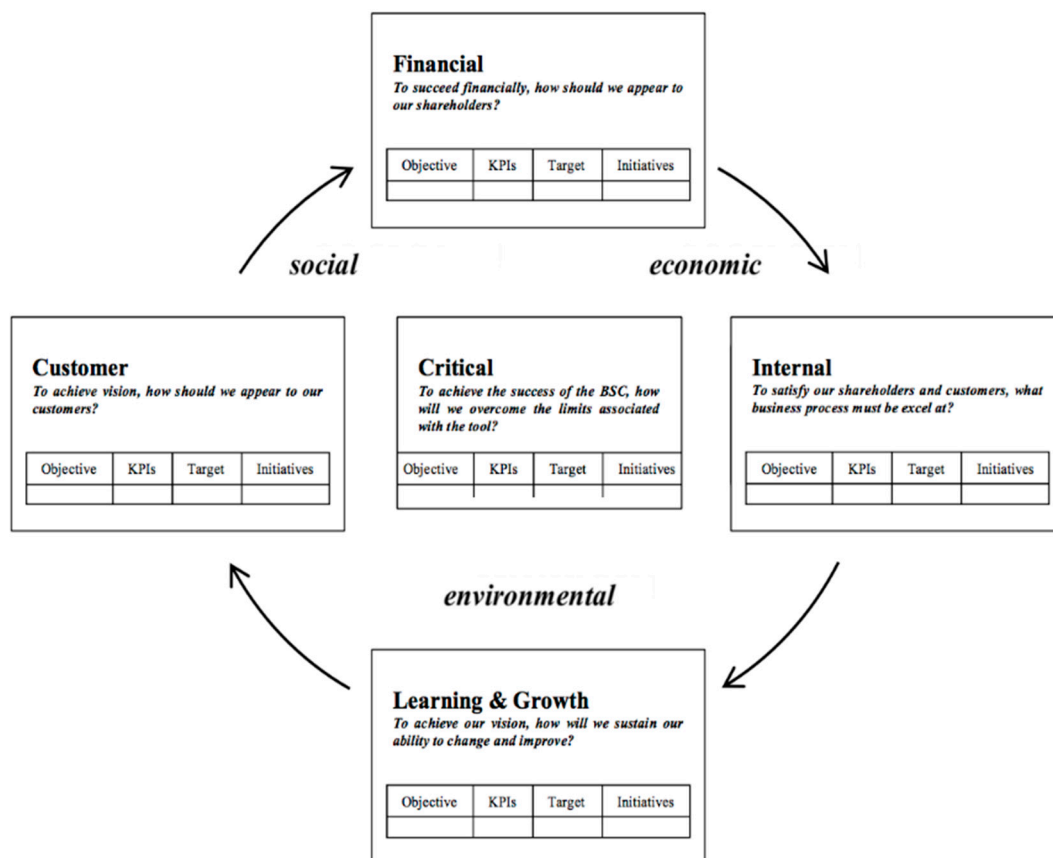 Financial
To succeed financially, how should we appear to
our shareholders?
Objective KPIs Target Initiatives
social
economic
Customer
To achieve vision, how should we appear to our
customers?
Objective KPIs Target Initiatives
Critical
To achieve the success of the BSC, how
will we overcome the limits associated
with the tool?
Objective KPIs Target Initiatives
Internal
To satisfy our shareholders and customers, what
business process must be excel at?
Objective KPIs Target Initiatives
environmental
Learning & Growth
To achieve our vision, how will we sustain our
ability to change and improve?
Objective KPIs Target Initiatives